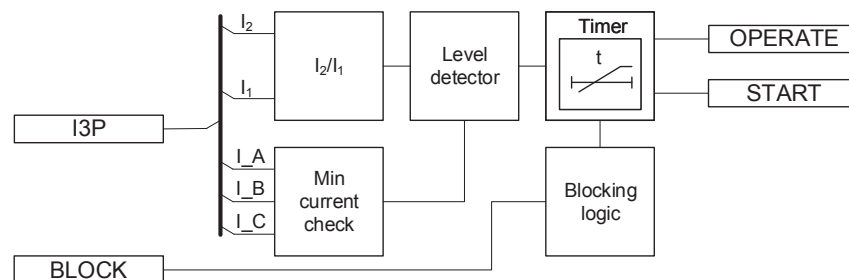 I2
I2/I1
Level
detector
Timer
t
OPERATE
I1
START
I3P
I_A
I_B
I_C
Min
current
check
Blocking
logic
BLOCK